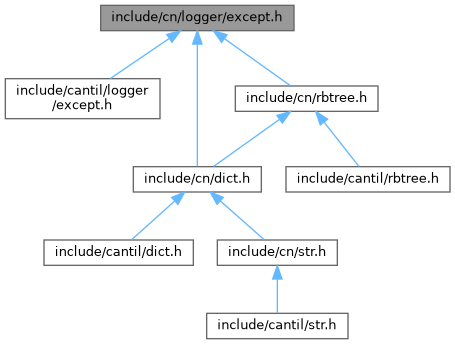 include/cn/logger/except.h
include/cantil/logger
/except.h
include/cn/rbtree.h
include/cn/dict.h
include/cantil/rbtree.h
include/cantil/dict.h
include/cn/str.h
include/cantil/str.h